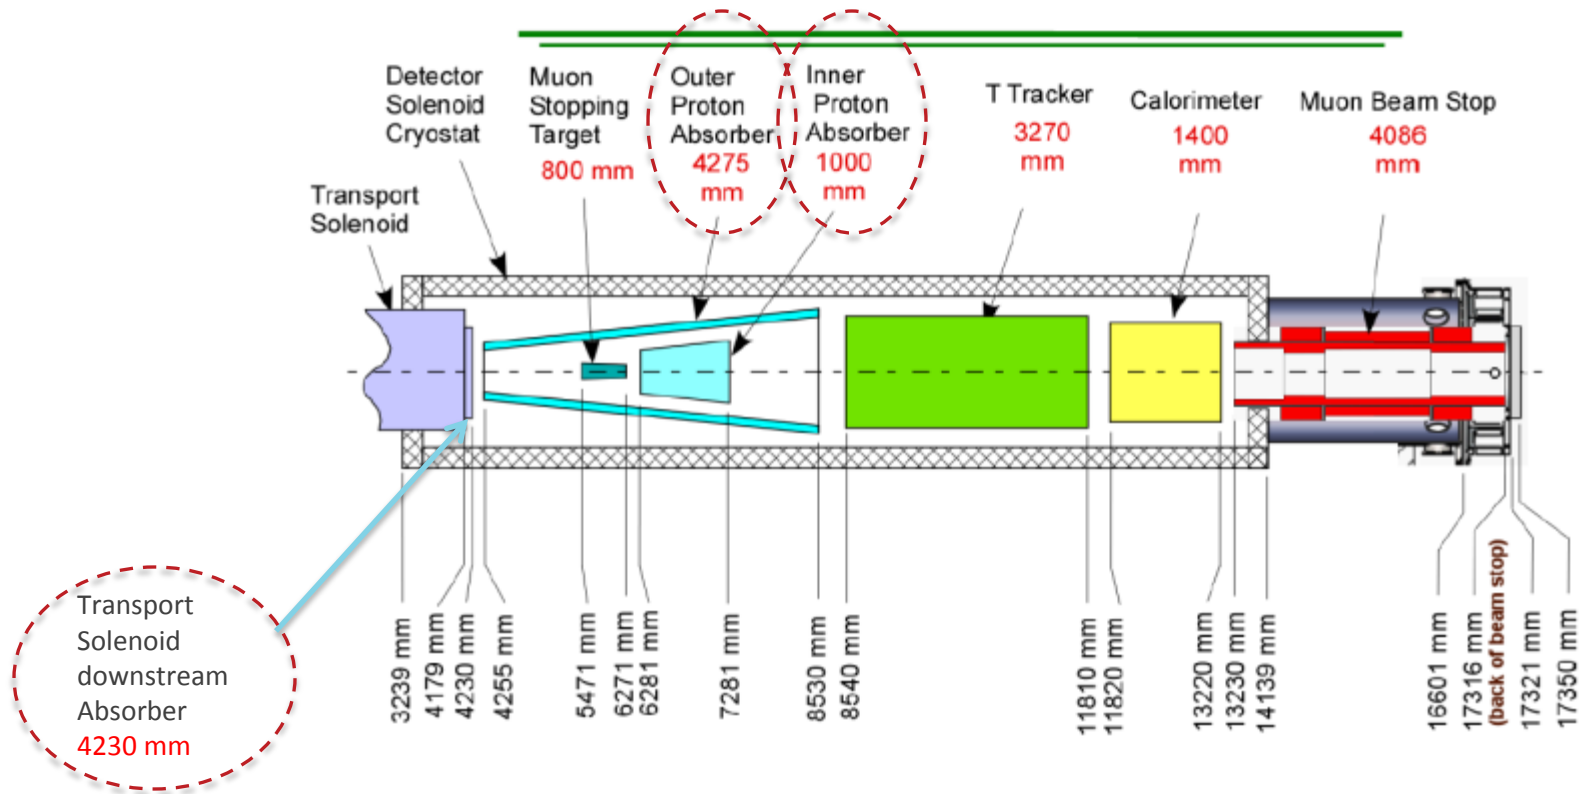 Detector
Solenoid
Cryostat
Muon
Stopping
Target
800 mm
Outer
Proton
Absorber
4275
mm
Inner
Proton
Absorber
1000
mm
T Tracker
3270
mm
Calorimeter
1400
mm
Muon Beam Stop
4086
mm
Transport
Solenoid
Transport
Solenoid
downstream
Absorber
4230 mm
3239 mm
4179 mm
4230 mm
4255 mm
5471 mm
6271 mm
6281 mm
7281 mm
8530 mm
8540 mm
11810 mm
11820 mm
13220 mm
13230 mm
14139 mm
16601 mm
17316 mm
(back of beam stop)
17321 mm
17350 mm